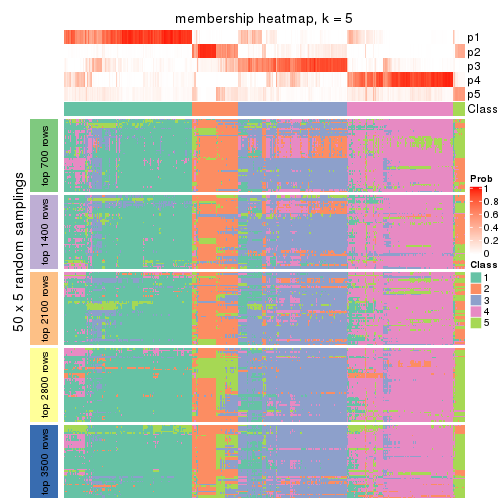 membership heatmap, k = 5
p1
p2
p3
p4
p5
Class
50 x 5 random samplings
top 700 rows
top 1400 rows
top 2100 rows
top 2800 rows
top 3500 rows
Prob
1
0.8
0.6
0.4
0.2
0
Class
1
2
3
4
5